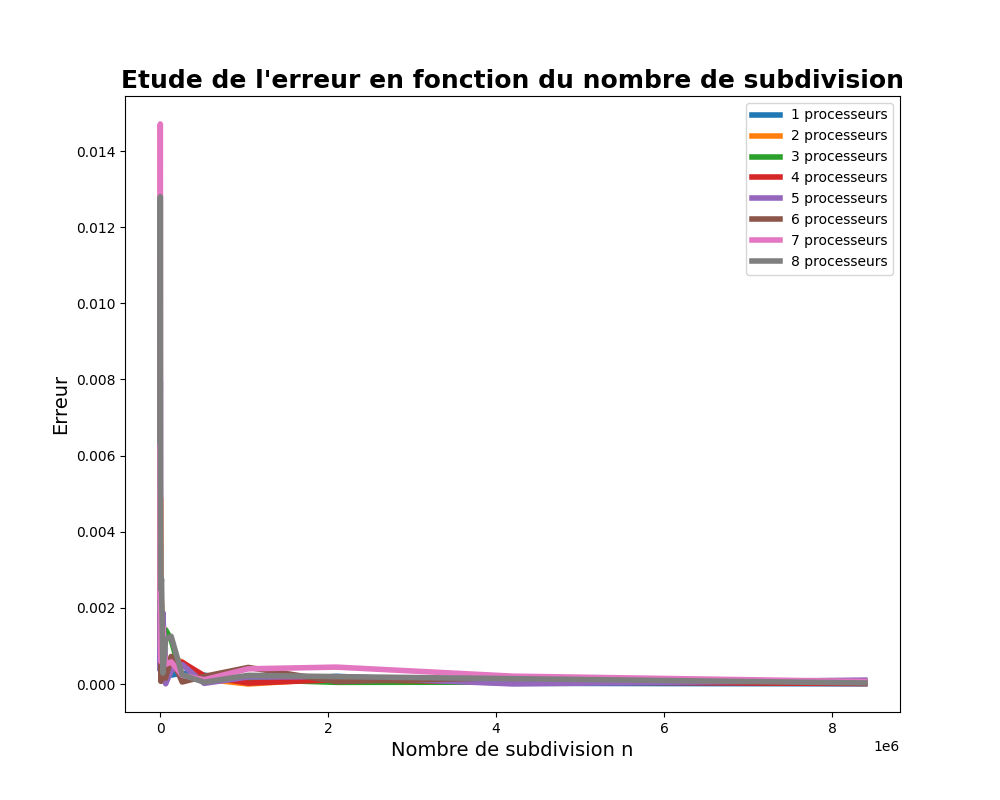 Etude de l'erreur en fonction du nombre de subdivision
1 processeurs
2 processeurs
3 processeurs
4 processeurs
5 processeurs
6 processeurs
7 processeurs
8 processeurs
0.014
0.012
0.010
0.008
0.006
0.004
0.002
0.000
Erreur
0 2 4 6 8
1e6
Nombre de subdivision n